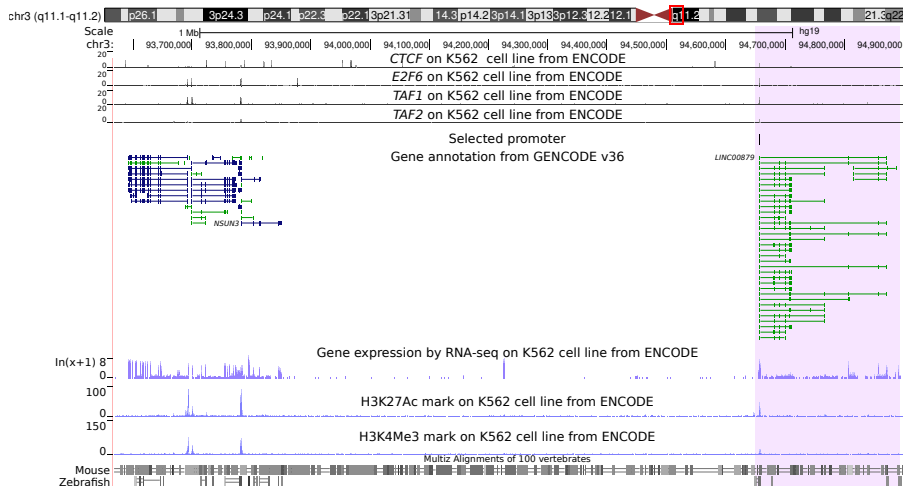 chr3 (q11.1-q11.2) p26.1 3p24.3 p24.1 p22.3 p22.1 3p21.31 14.3 p14.2 3p14.1 3p13 3p12.3 12.2 12.1 q11.2 21.3 q22
Scale 1 Mb hg19
chr3: 93,700,000 93,800,000 93,900,000 94,000,000 94,100,000 94,200,000 94,300,000 94,400,000 94,500,000 94,600,000 94,700,000 94,800,000 94,900,000
20 CTCF on K562 cell line from ENCODE
0
20 E2F6 on K562 cell line from ENCODE
0
20 TAF1 on K562 cell line from ENCODE
0
20 TAF2 on K562 cell line from ENCODE
0
Selected promoter
Gene annotation from GENCODE v36
LINC00879
NSUN3
Gene expression by RNA-seq on K562 cell line from ENCODE
ln(x+1) 8
0
100
H3K27Ac mark on K562 cell line from ENCODE
0
150
H3K4Me3 mark on K562 cell line from ENCODE
0
Multiz Alignments of 100 vertebrates
Mouse
Zebrafish